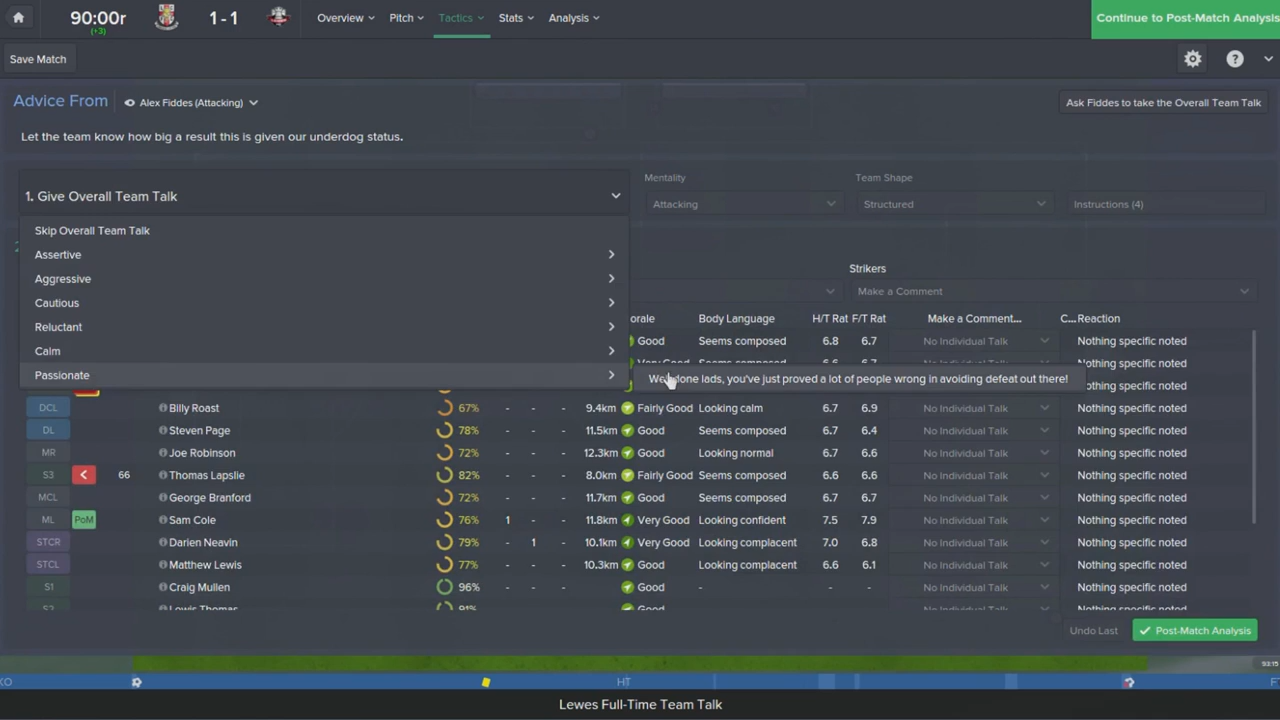 90:00r
(+3)
1 - 1
Overview
Pitch
Tactics
Stats
Analysis
Continue to Post-Match Analysis
Save Match
?
Advice From
Alex Fiddes (Attacking)
Ask Fiddes to take the Overall Team Talk
Let the team know how big a result this is given our underdog status.
1. Give Overall Team Talk
Mentality
Attacking
Team Shape
Structured
Instructions (4)
Skip Overall Team Talk
Assertive
Aggressive
Cautious
Reluctant
Calm
Passionate
done lads, you've just proved a lot of people wrong in avoiding defeat out there!
Strikers
Make a Comment
Body Language H/T Rat F/T Rat Make a Comment... C... Reaction
Good Seems composed 6.8 6.7 No Individual Talk Nothing specific noted
DCL Billy Roast 67% - - - 9.4km Fairly Good Looking calm 6.7 6.9 No Individual Talk Nothing specific noted
DL Steven Page 78% - - - 11.5km Good Seems composed 6.7 6.4 No Individual Talk Nothing specific noted
MR Joe Robinson 72% - - - 12.3km Good Looking normal 6.7 6.6 No Individual Talk Nothing specific noted
S3 66 Thomas Lapslie 82% - - - 8.0km Fairly Good Seems composed 6.6 6.6 No Individual Talk Nothing specific noted
MCL George Branford 72% - - - 11.7km Good Seems composed 6.7 6.7 No Individual Talk Nothing specific noted
ML PoM Sam Cole 76% 1 - - 11.8km Very Good Looking confident 7.5 7.9 No Individual Talk Nothing specific noted
STCR Darien Neavin 79% - 1 - 10.1km Very Good Looking complacent 7.0 6.8 No Individual Talk Nothing specific noted
STCL Matthew Lewis 77% - - - 10.3km Good Looking complacent 6.6 6.1 No Individual Talk Nothing specific noted
S1 Craig Mullen 96% - - - Good - - - No Individual Talk Nothing specific noted
S2 Lewis Thomas 91% - - - Good No Individual Talk Nothing specific noted
Undo Last
Post-Match Analysis
93:15
KO
HT
Lewes Full-Time Team Talk